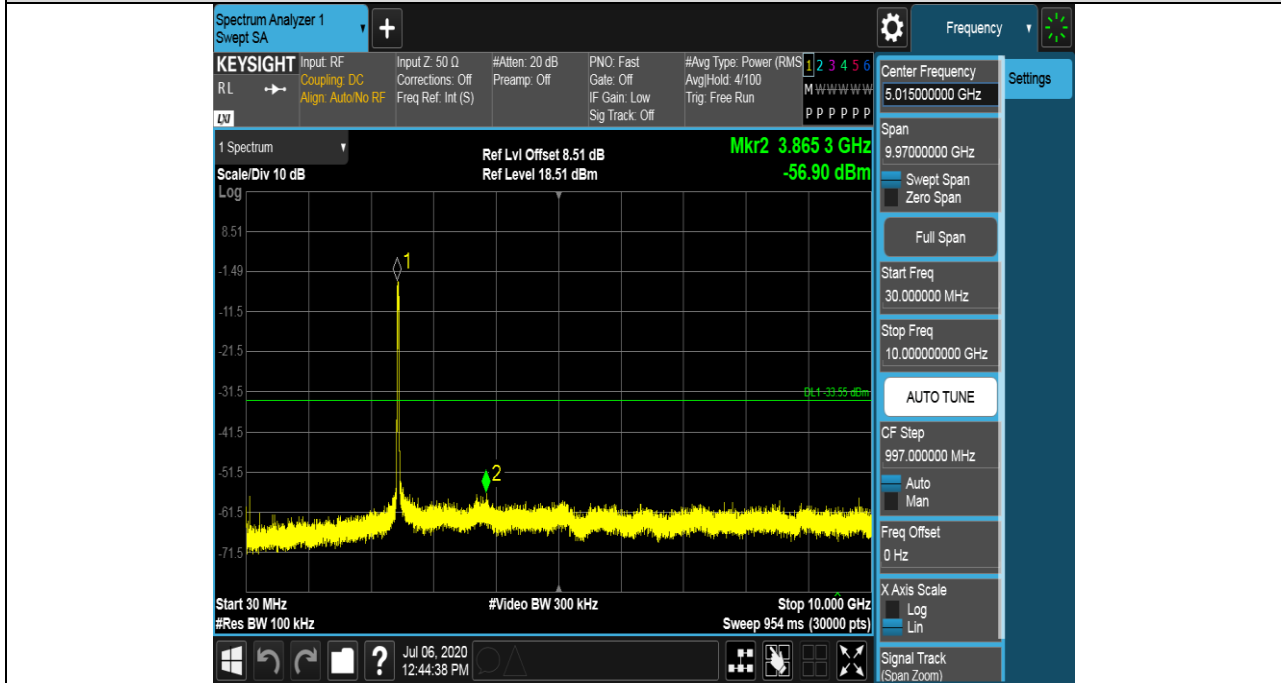 Spectrum Analyzer 1
Swept SA
+
Frequency
KEYSIGHT
RL
LXI
Input: RF
Coupling: DC
Align: Auto/No RF
Input Z: 50 Ω
Corrections: Off
Freq Ref: Int (S)
#Atten: 20 dB
Preamp: Off
PNO: Fast
Gate: Off
IF Gain: Low
Sig Track: Off
#Avg Type: Power (RMS
Avg|Hold: 4/100
Trig: Free Run
1 2 3 4 5 6
M W W W W W
P P P P P P
1 Spectrum
Scale/Div 10 dB
Ref Lvl Offset 8.51 dB
Ref Level 18.51 dBm
Mkr2 3.865 3 GHz
-56.90 dBm
Log
8.51
-1.49
-11.5
-21.5
-31.5
-41.5
-51.5
-61.5
-71.5
1
2
DL1 -33.55 dBm
Start 30 MHz
#Res BW 100 kHz
#Video BW 300 kHz
Stop 10.000 GHz
Sweep 954 ms (30000 pts)
Center Frequency
5.015000000 GHz
Settings
Span
9.97000000 GHz
Swept Span
Zero Span
Full Span
Start Freq
30.000000 MHz
Stop Freq
10.000000000 GHz
AUTO TUNE
CF Step
997.000000 MHz
Auto
Man
Freq Offset
0 Hz
X Axis Scale
Log
Lin
Signal Track
(Span Zoom)
?
Jul 06, 2020
12:44:38 PM